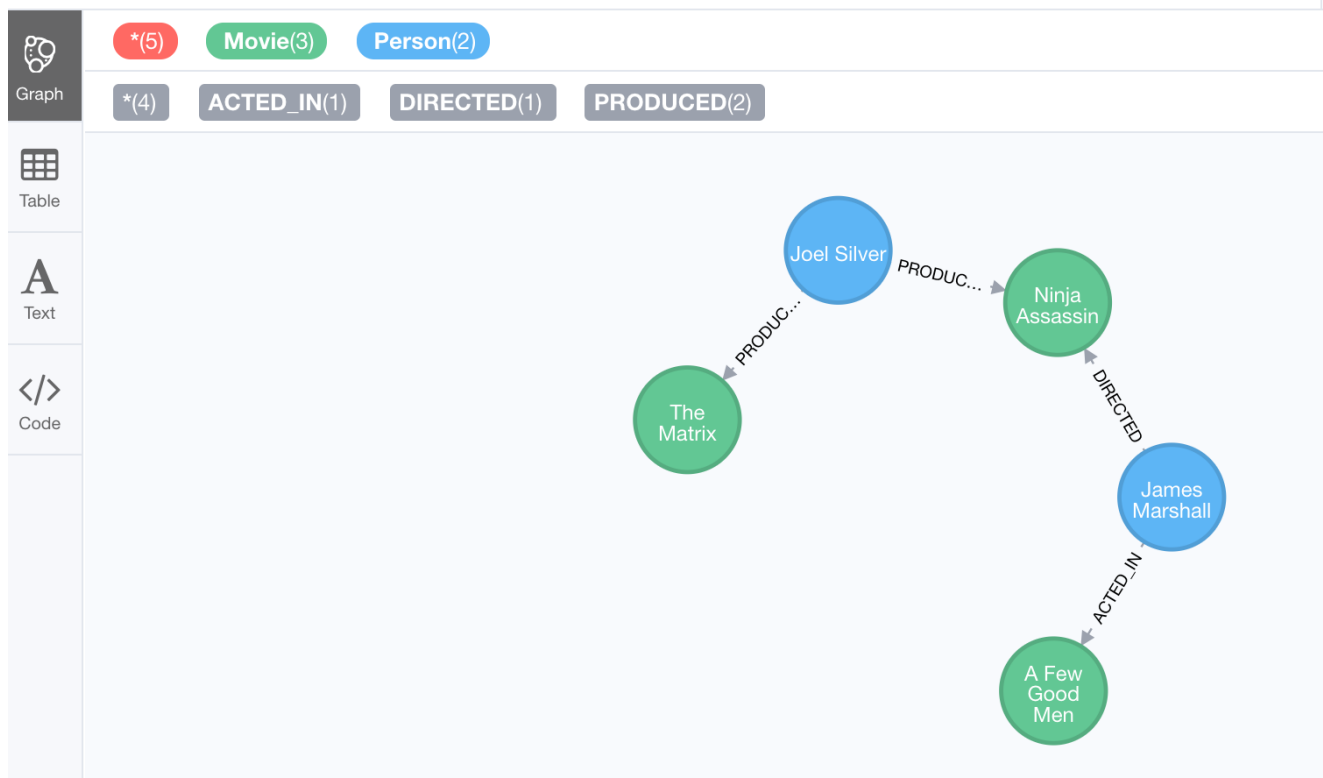 *(5) Movie(3) Person(2)
Graph
*(4) ACTED_IN(1) DIRECTED(1) PRODUCED(2)
Table
Text
Code
Joel Silver
PRODUC...
Ninja
Assassin
PRODUC...
The
Matrix
DIRECTED
James
Marshall
ACTED_IN
A Few
Good
Men